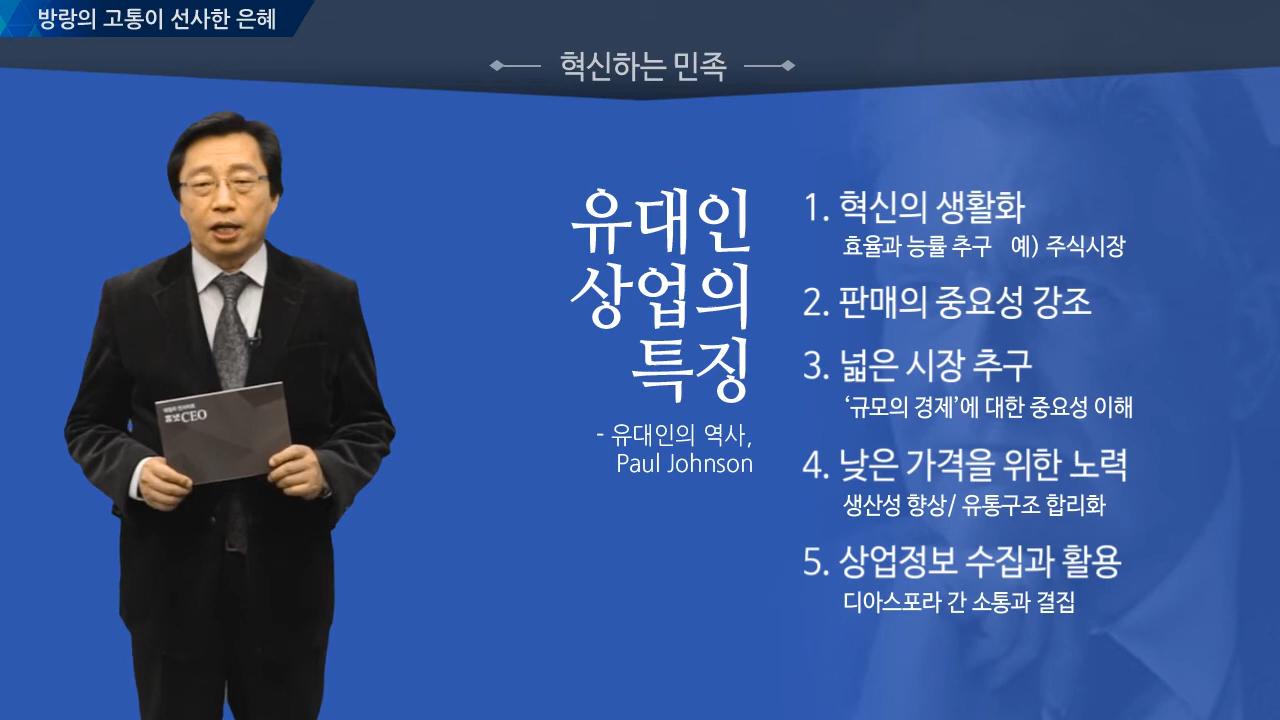 방랑의 고통이 선사한 은혜
혁신하는 민족
유대인
상업의
특징
- 유대인의 역사,
Paul Johnson
1. 혁신의 생활화
효율과 능률 추구 예) 주식시장
2. 판매의 중요성 강조
3. 넓은 시장 추구
‘규모의 경제’에 대한 중요성 이해
4. 낮은 가격을 위한 노력
생산성 향상/ 유통구조 합리화
5. 상업정보 수집과 활용
디아스포라 간 소통과 결집
CEO